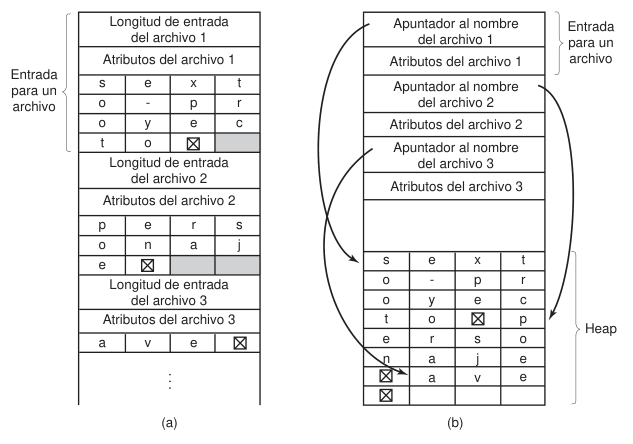 Longitud de entrada
del archivo 1
Atributos del archivo 1
Entrada
para un
archivo
s e x t
o - p r
o y e c
t o
Longitud de entrada
del archivo 2
Atributos del archivo 2
p e r s
o n a j
e
Longitud de entrada
del archivo 3
Atributos del archivo 3
a v e
(a)
Apuntador al nombre
del archivo 1
Atributos del archivo 1
Entrada
para un
archivo
Apuntador al nombre
del archivo 2
Atributos del archivo 2
Apuntador al nombre
del archivo 3
Atributos del archivo 3
s e x t
o - p r
o y e c
t o p
e r s o
n a j e
a v e
Heap
(b)